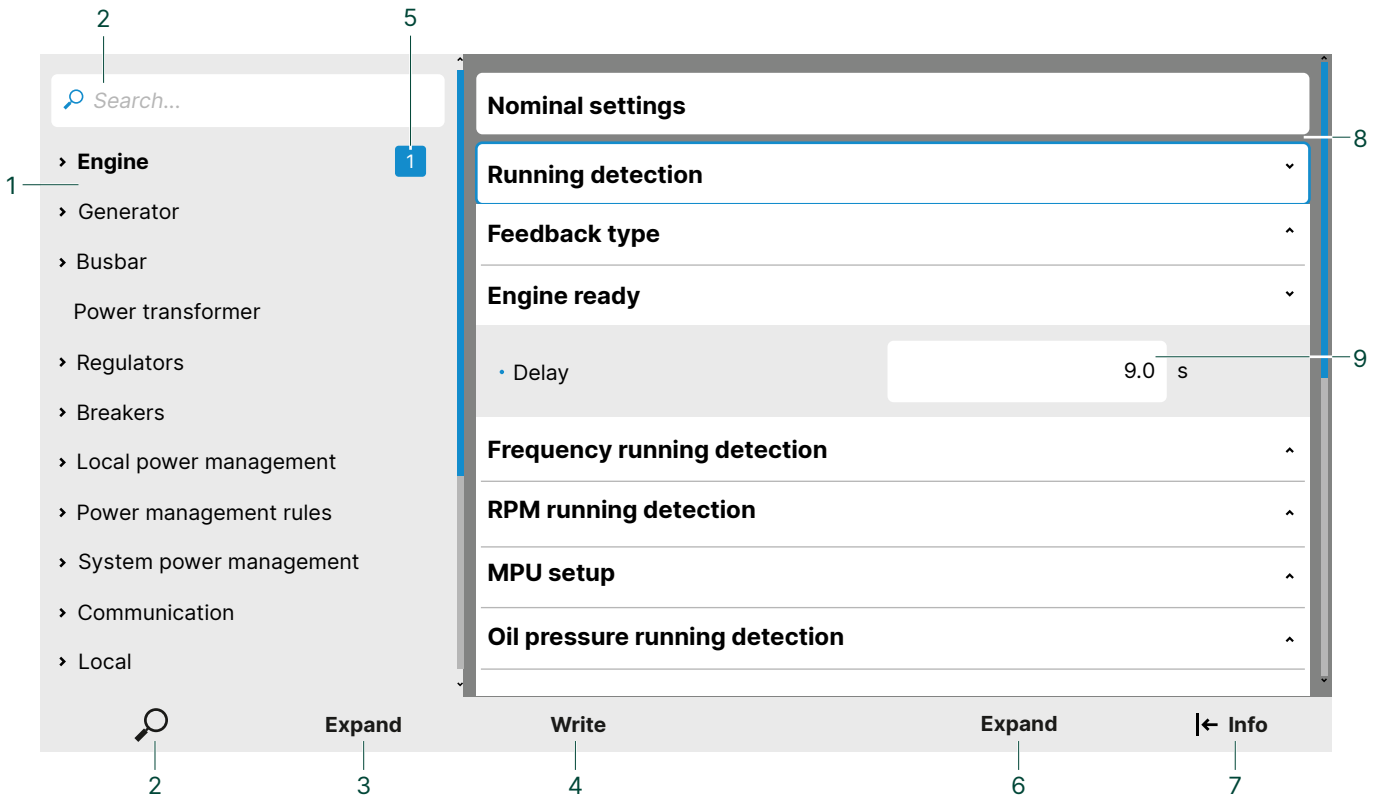 2
5
Search...
Engine
1
1
Generator
Busbar
Power transformer
Regulators
Breakers
Local power management
Power management rules
System power management
Communication
Local
Nominal settings
8
Running detection
Feedback type
Engine ready
Delay 9.0 s
9
Frequency running detection
RPM running detection
MPU setup
Oil pressure running detection
Expand Write Expand Info
2 3 4 6 7